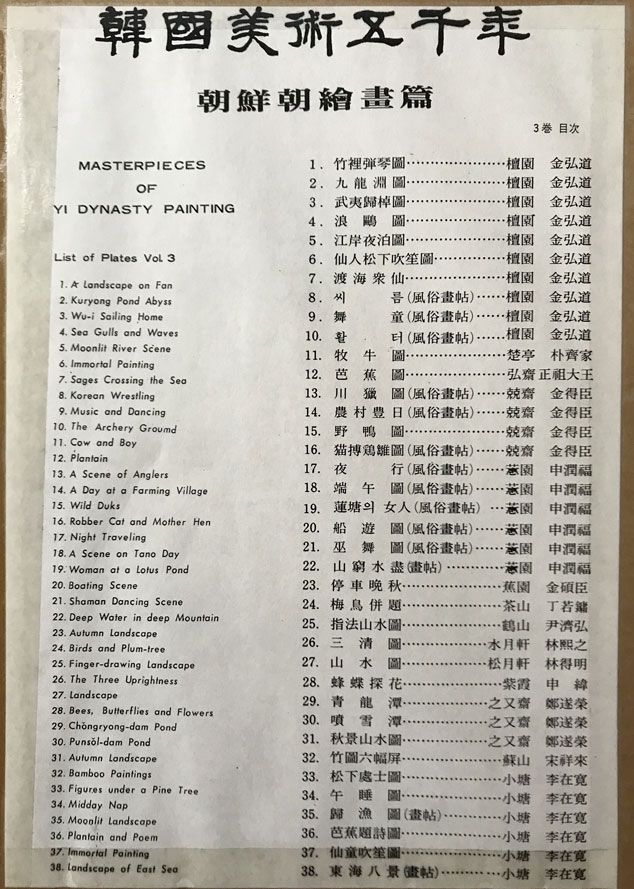 韓國美術五千年
朝鮮朝繪畫篇
3巻 目次
MASTERPIECES
OF
YI DYNASTY PAINTING
List of Plates Vol. 3
1. A Landscape on Fan
2. Kuryong Pond Abyss
3. Wu-i Sailing Home
4. Sea Gulls and Waves
5. Moonlit River Scene
6. Immortal Painting
7. Sages Crossing the Sea
8. Korean Wrestling
9. Music and Dancing
10. The Archery Ground
11. Cow and Boy
12. Plantain
13. A Scene of Anglers
14. A Day at a Farming Village
15. Wild Duks
16. Robber Cat and Mother Hen
17. Night Traveling
18. A Scene on Tano Day
19. Woman at a Lotus Pond
20. Boating Scene
21. Shaman Dancing Scene
22. Deep Water in deep Mountain
23. Autumn Landscape
24. Birds and Plum-tree
25. Finger-drawing Landscape
26. The Three Uprightness
27. Landscape
28. Bees, Butterflies and Flowers
29. Chŏngryong-dam Pond
30. Punsŏl-dam Pond
31. Autumn Landscape
32. Bamboo Paintings
33. Figures under a Pine Tree
34. Midday Nap
35. Moonlit Landscape
36. Plantain and Poem
37. Immortal Painting
38. Landscape of East Sea
1. 竹裡彈琴圖……………………檀園 金弘道
2. 九龍淵圖……………………檀園 金弘道
3. 武夷歸棹圖……………………檀園 金弘道
4. 浪鷗圖……………………檀園 金弘道
5. 江岸夜泊圖……………………檀園 金弘道
6. 仙人松下吹笙圖………………檀園 金弘道
7. 渡海衆仙……………………檀園 金弘道
8. 씨름(風俗畫帖)……檀園 金弘道
9. 舞童(風俗畫帖)……檀園 金弘道
10. 활터(風俗畫帖)……檀園 金弘道
11. 牧牛圖……………………楚亭 朴齊家
12. 芭蕉圖……………………弘齋 正祖大王
13. 川獵圖(風俗畫帖)……兢齋 金得臣
14. 農村豊日(風俗畫帖)……兢齋 金得臣
15. 野鴨圖……………………兢齋 金得臣
16. 猫搏鷄雛圖(風俗畫帖)……兢齋 金得臣
17. 夜行(風俗畫帖)……蕙園 申潤福
18. 端午圖(風俗畫帖)……蕙園 申潤福
19. 蓮塘의 女人(風俗畫帖)…蕙園 申潤福
20. 船遊圖(風俗畫帖)……蕙園 申潤福
21. 巫舞圖(風俗畫帖)……蕙園 申潤福
22. 山窮水盡(畫帖)…………蕙園 申潤福
23. 停車晚秋……………………蕉園 金碩臣
24. 梅鳥併題……………………茶山 丁若鏞
25. 指法山水圖……………………鶴山 尹濟弘
26. 三清圖……………………水月軒 林熙之
27. 山水圖……………………松月軒 林得明
28. 蜂蝶探花……………………紫霞 申緯
29. 青龍潭……………………之又齋 鄭遂榮
30. 噴雪潭……………………之又齋 鄭遂榮
31. 秋景山水圖………………之又齋 鄭遂榮
32. 竹圖六幅屏……………………蘇山 宋祥來
33. 松下處士圖……………………小塘 李在寬
34. 午睡圖……………………小塘 李在寬
35. 歸漁圖(畫帖)…………小塘 李在寬
36. 芭蕉題詩圖……………………小塘 李在寬
37. 仙童吹笙圖……………………小塘 李在寬
38. 東海八景(畫帖)…………小塘 李在寬